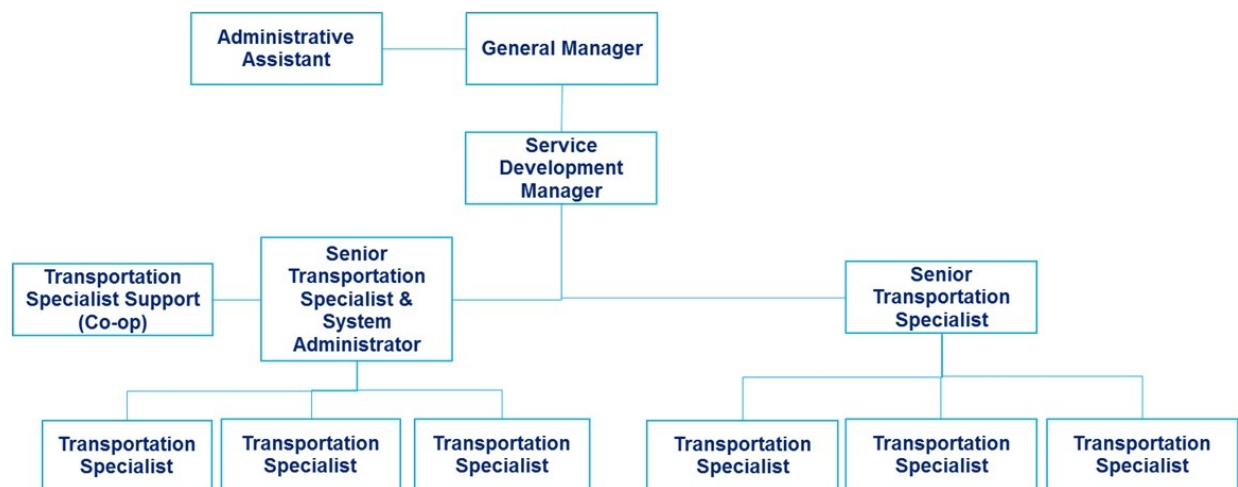 Administrative
Assistant
General Manager
Service
Development
Manager
Transportation
Specialist Support
(Co-op)
Senior
Transportation
Specialist &
System
Administrator
Senior
Transportation
Specialist
Transportation
Specialist
Transportation
Specialist
Transportation
Specialist
Transportation
Specialist
Transportation
Specialist
Transportation
Specialist